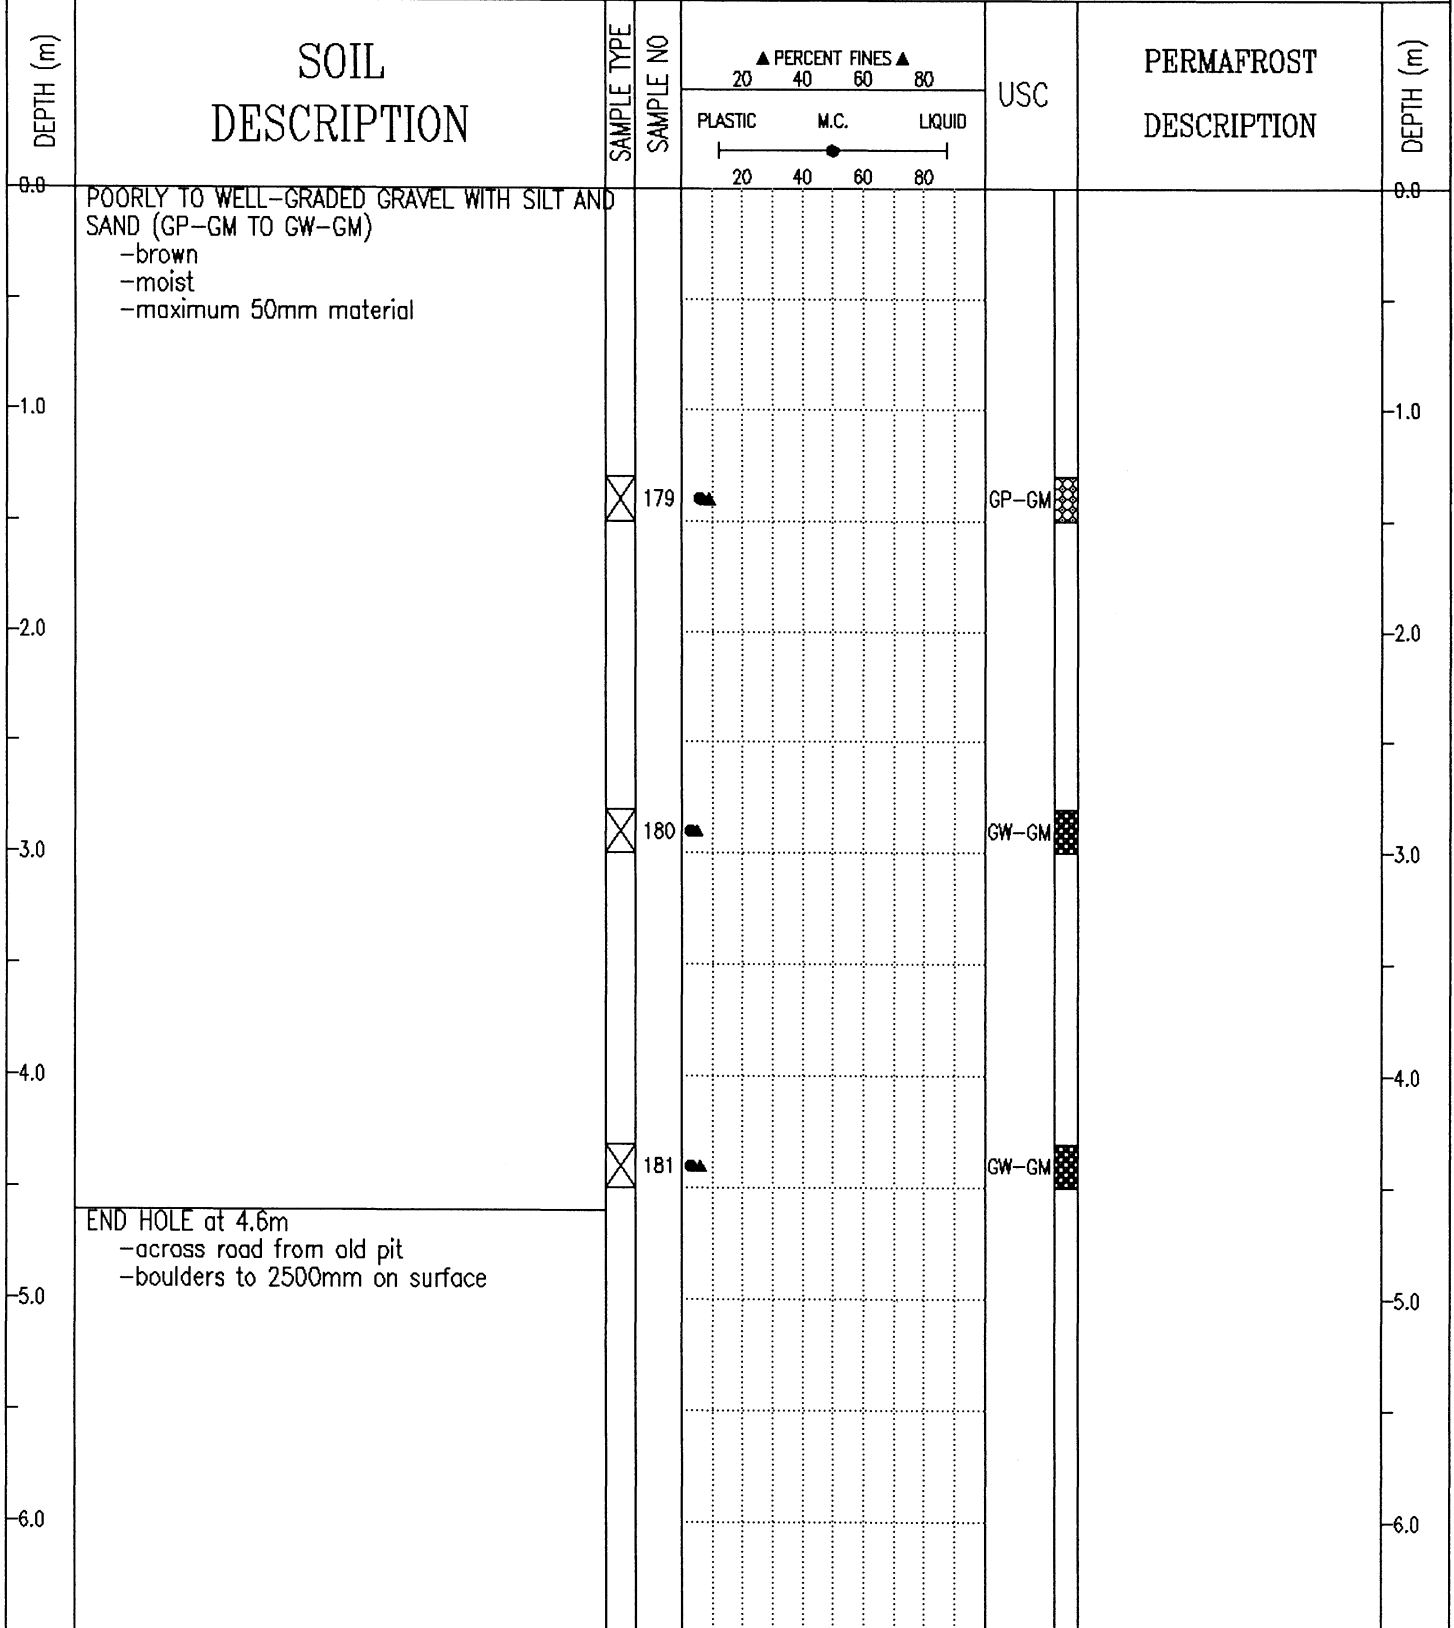 DEPTH (m)
SOIL
DESCRIPTION
SAMPLE TYPE
SAMPLE NO
▲ PERCENT FINES ▲
20 40 60 80
PLASTIC M.C. LIQUID
20 40 60 80
USC
PERMAFROST
DESCRIPTION
DEPTH (m)
0.0
POORLY TO WELL-GRADED GRAVEL WITH SILT AND
SAND (GP-GM TO GW-GM)
-brown
-moist
-maximum 50mm material
0.0
1.0
1.0
179
GP-GM
2.0
2.0
180
GW-GM
3.0
3.0
4.0
4.0
181
GW-GM
END HOLE at 4.6m
-across road from old pit
-boulders to 2500mm on surface
5.0
5.0
6.0
6.0